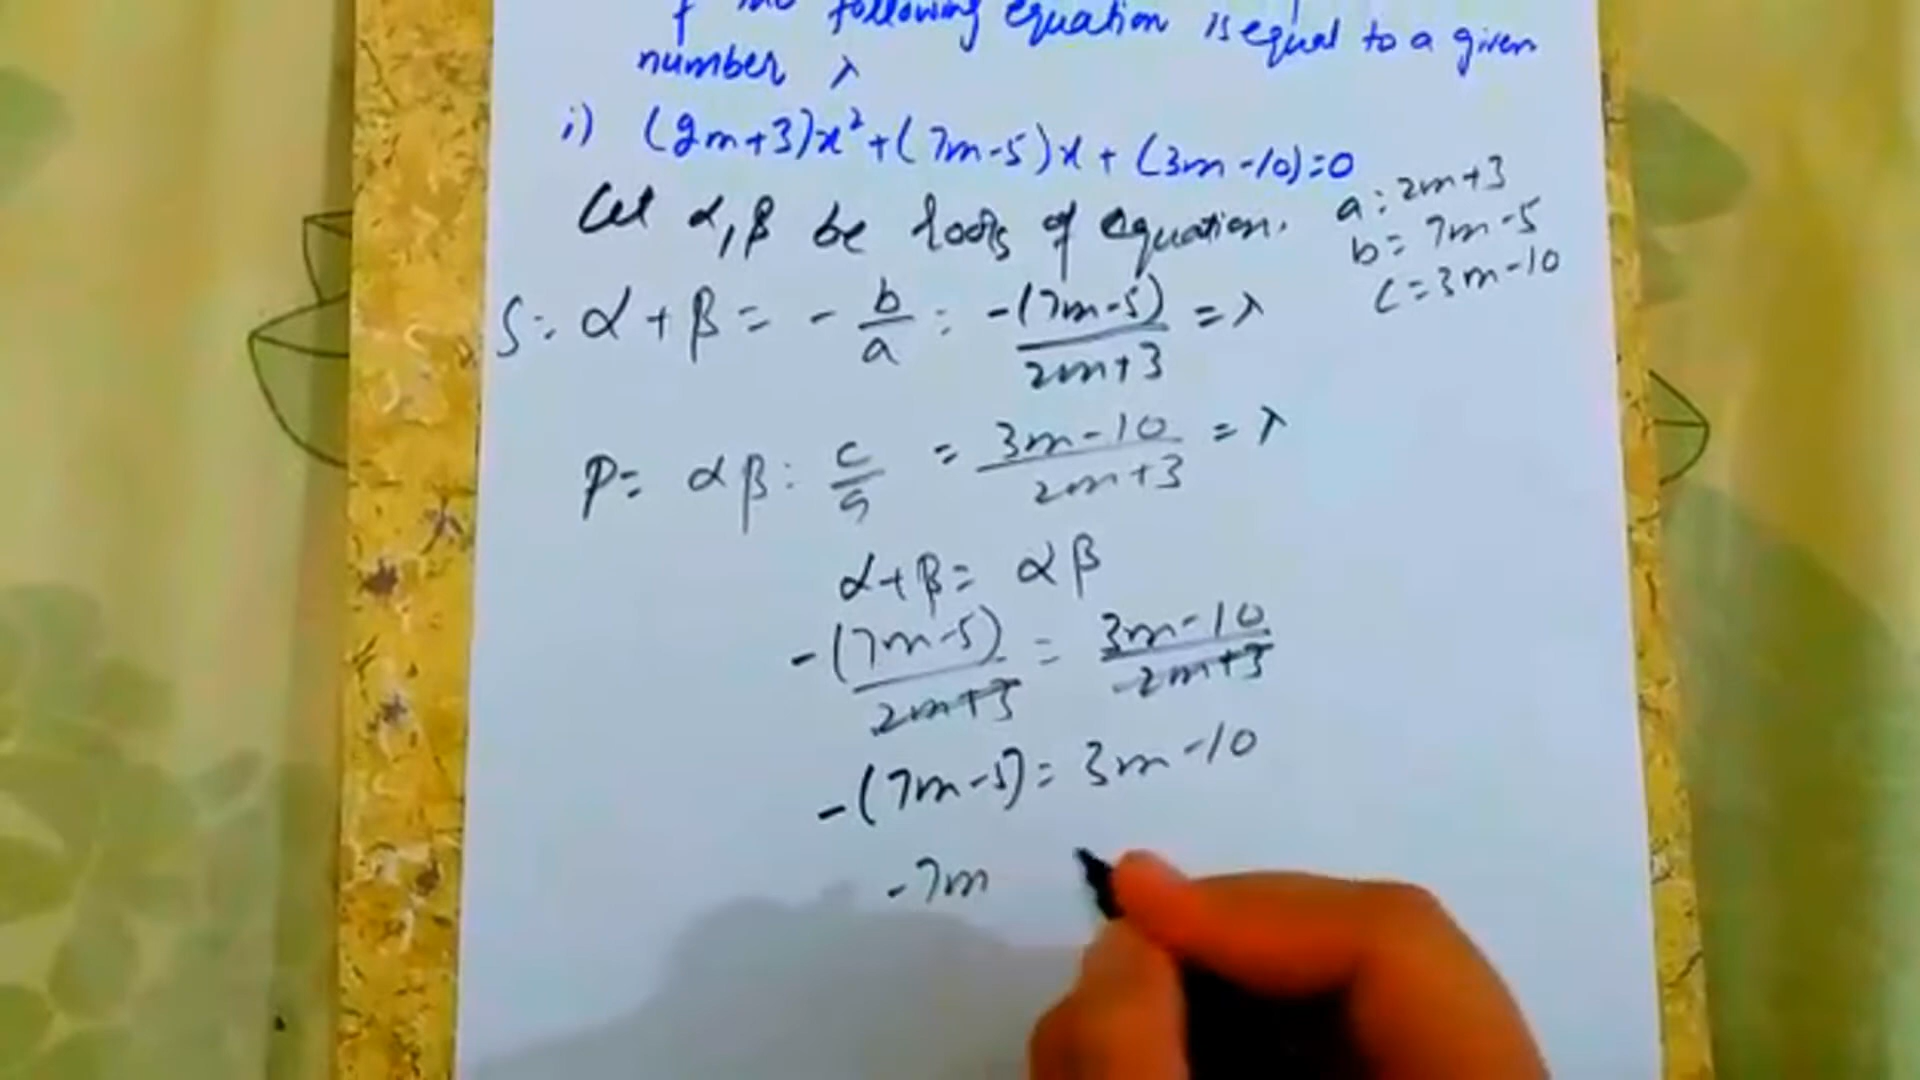 f the following equation is equal to a given
number λ
i) (2m+3)x²+(7m-5)x+(3m-10)=0
Let α,β be roots of equation.
a=2m+3
b=7m-5
c=3m-10
S= α+β= -b/a = -(7m-5)/2m+3 =λ
P= αβ= c/a = 3m-10/2m+3 =λ
α+β= αβ
-(7m-5)/2m+3 = 3m-10/2m+3
-(7m-5)=3m-10
-7m